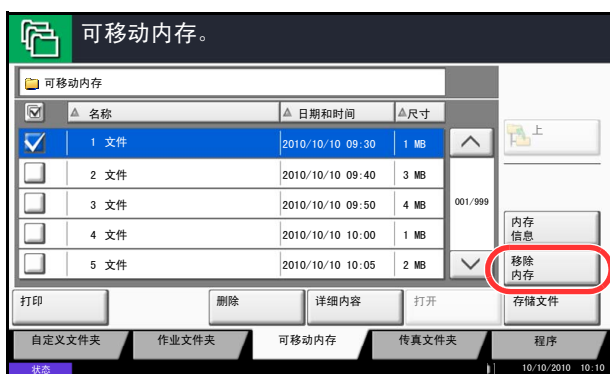 可移动内存。
可移动内存
名称 日期和时间 尺寸
1 文件 2010/10/10 09:30 1 MB
上
2 文件 2010/10/10 09:40 3 MB
3 文件 2010/10/10 09:50 4 MB 001/999
4 文件 2010/10/10 10:00 1 MB
内存
信息
5 文件 2010/10/10 10:05 2 MB
移除
内存
打印 删除 详细内容 打开 存储文件
自定义文件夹 作业文件夹 可移动内存 传真文件夹 程序
状态 10/10/2010 10:10